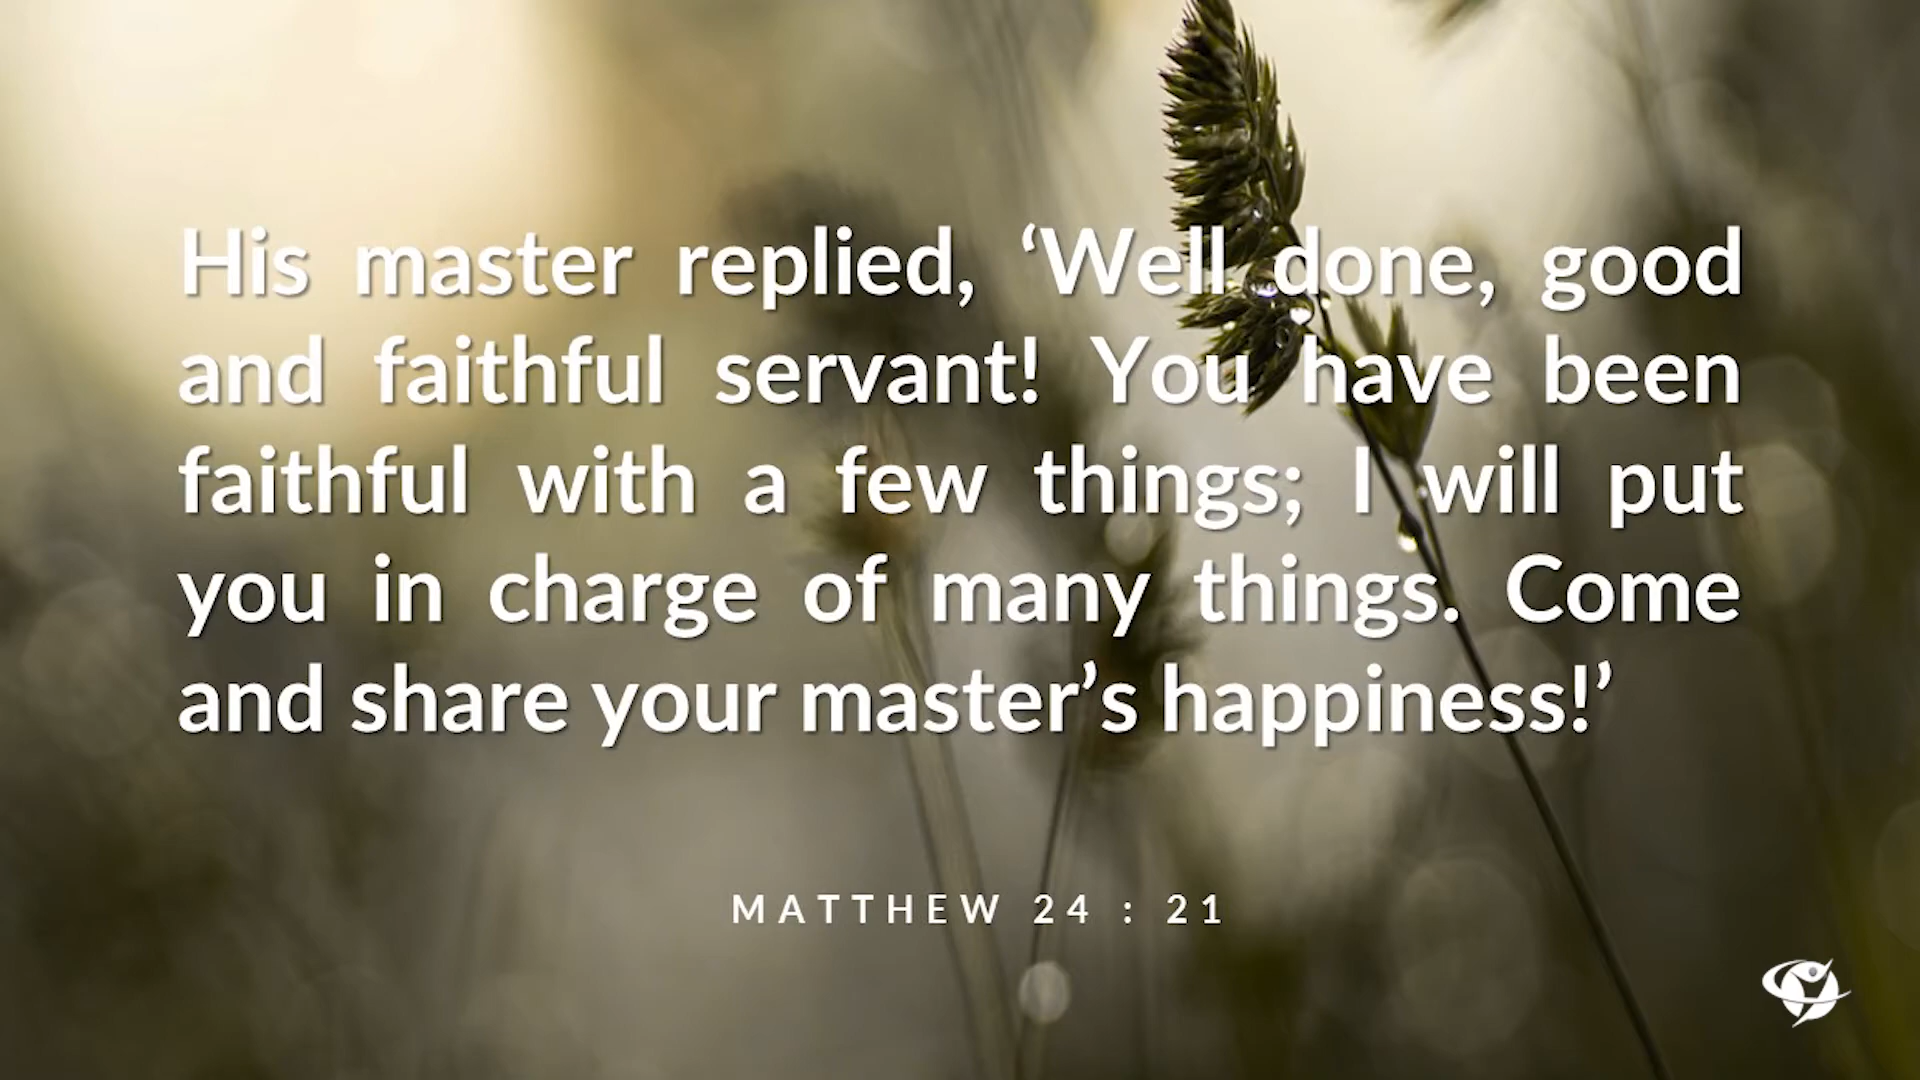 His master replied, ‘Well done, good
and faithful servant! You have been
faithful with a few things; I will put
you in charge of many things. Come
and share your master’s happiness!’
MATTHEW 24 : 21